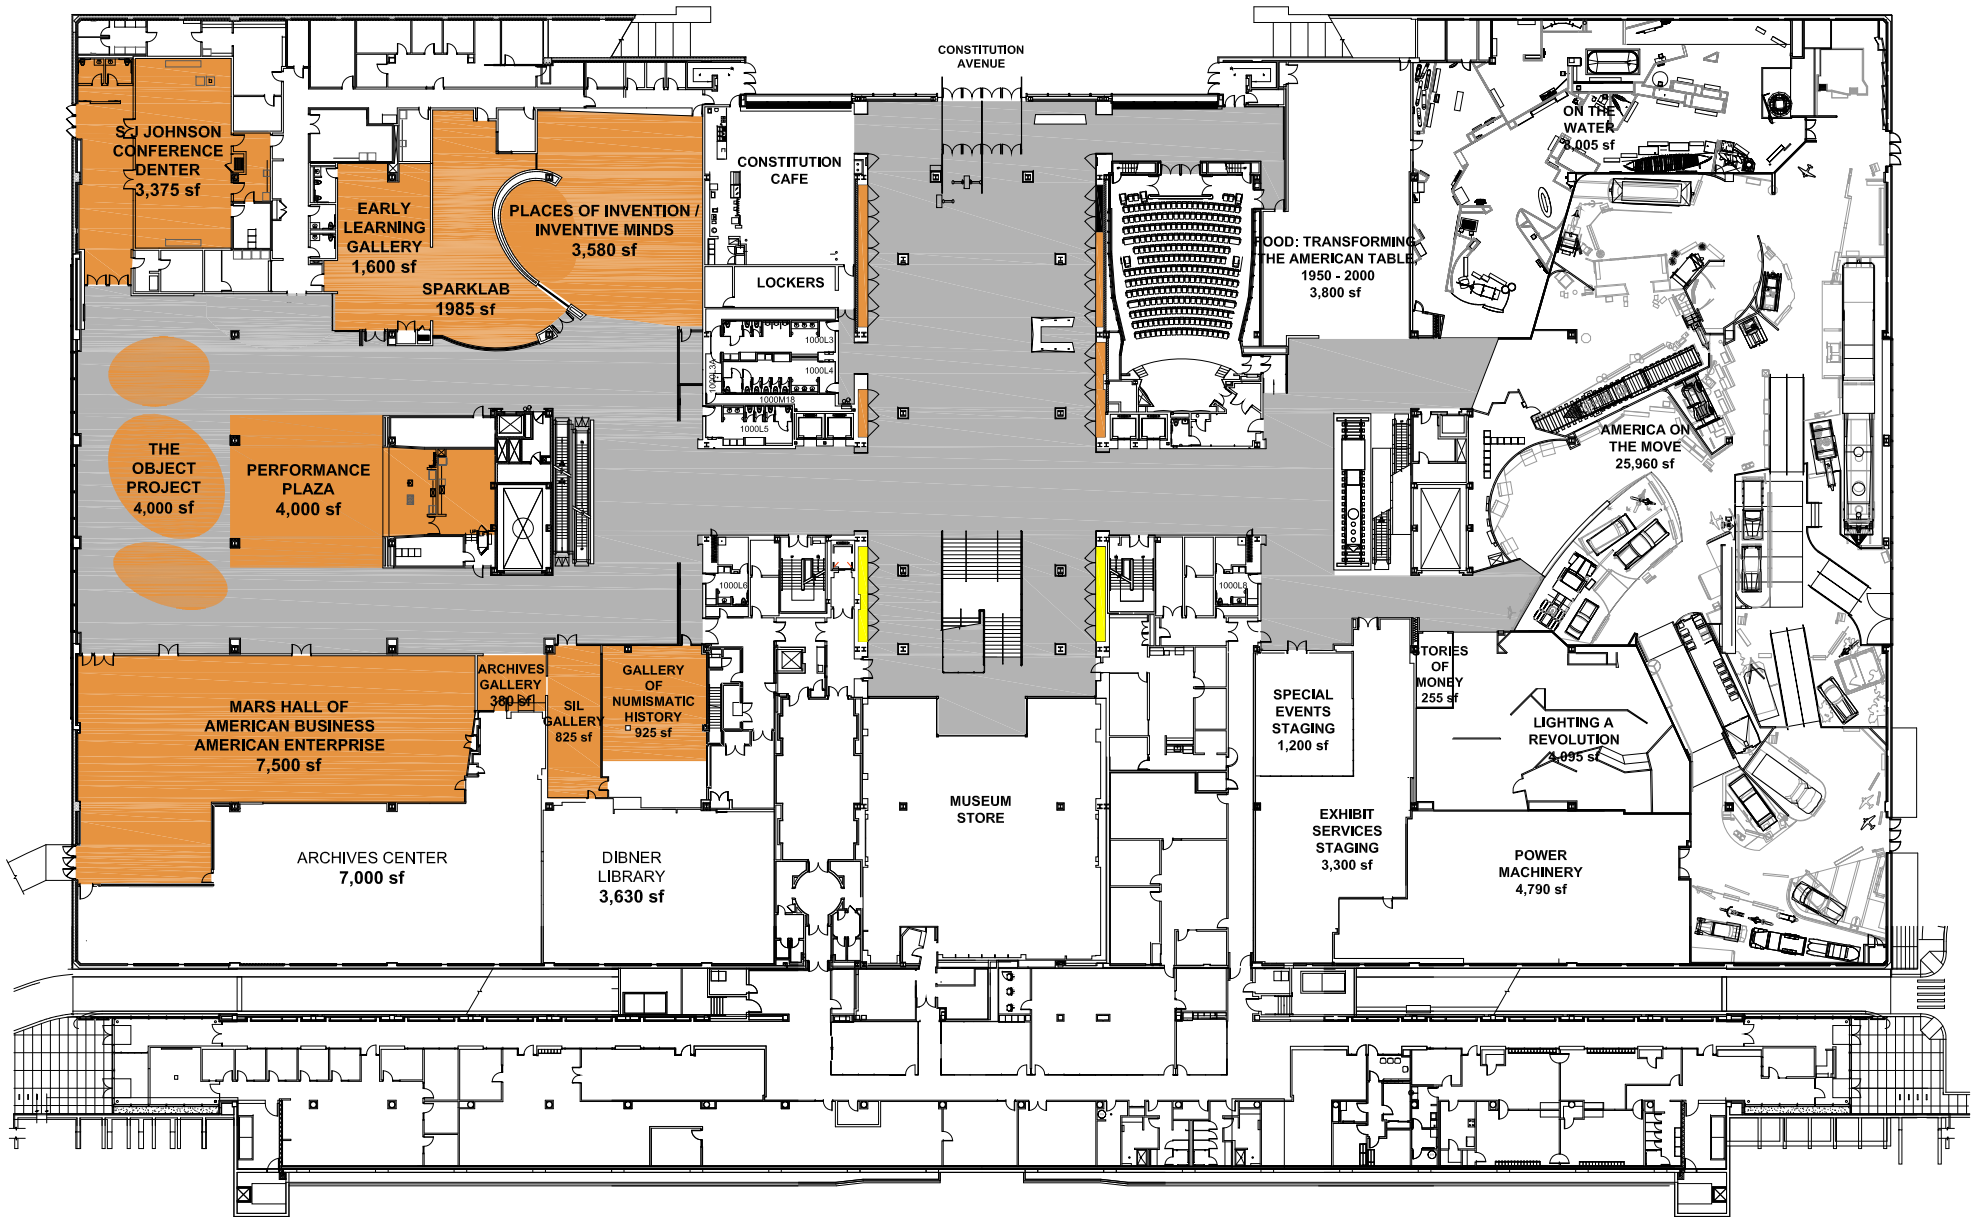 CONSTITUTION
AVENUE
S.J JOHNSON
CONFERENCE
DENTER
3,375 sf
EARLY
LEARNING
GALLERY
1,600 sf
SPARKLAB
1985 sf
PLACES OF INVENTION /
INVENTIVE MINDS
3,580 sf
CONSTITUTION
CAFE
LOCKERS
1000L3
1000L3A
1000L4
1000M18
1000L5
FOOD: TRANSFORMING
THE AMERICAN TABLE
1950 - 2000
3,800 sf
ON THE
WATER
8,005 sf
AMERICA ON
THE MOVE
25,960 sf
THE
OBJECT
PROJECT
4,000 sf
PERFORMANCE
PLAZA
4,000 sf
1000L6
1000L8
MARS HALL OF
AMERICAN BUSINESS
AMERICAN ENTERPRISE
7,500 sf
ARCHIVES
GALLERY
380 sf
SIL
GALLERY
825 sf
GALLERY
OF
NUMISMATIC
HISTORY
925 sf
SPECIAL
EVENTS
STAGING
1,200 sf
STORIES
OF
MONEY
255 sf
LIGHTING A
REVOLUTION
4,095 sf
MUSEUM
STORE
EXHIBIT
SERVICES
STAGING
3,300 sf
POWER
MACHINERY
4,790 sf
ARCHIVES CENTER
7,000 sf
DIBNER
LIBRARY
3,630 sf